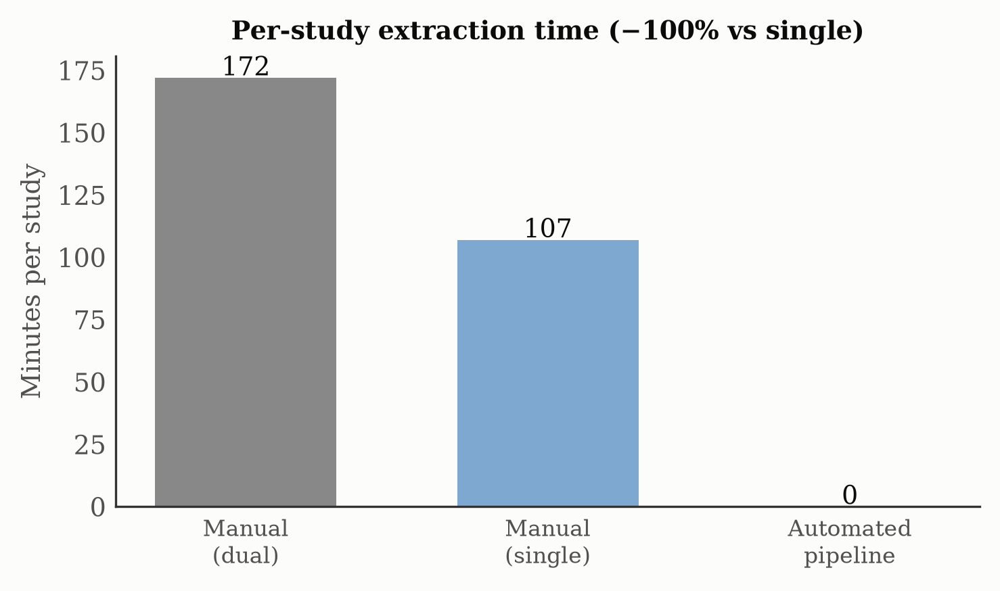 Per-study extraction time (−100% vs single)
Minutes per study
175
150
125
100
75
50
25
0
172
107
0
Manual
(dual)
Manual
(single)
Automated
pipeline